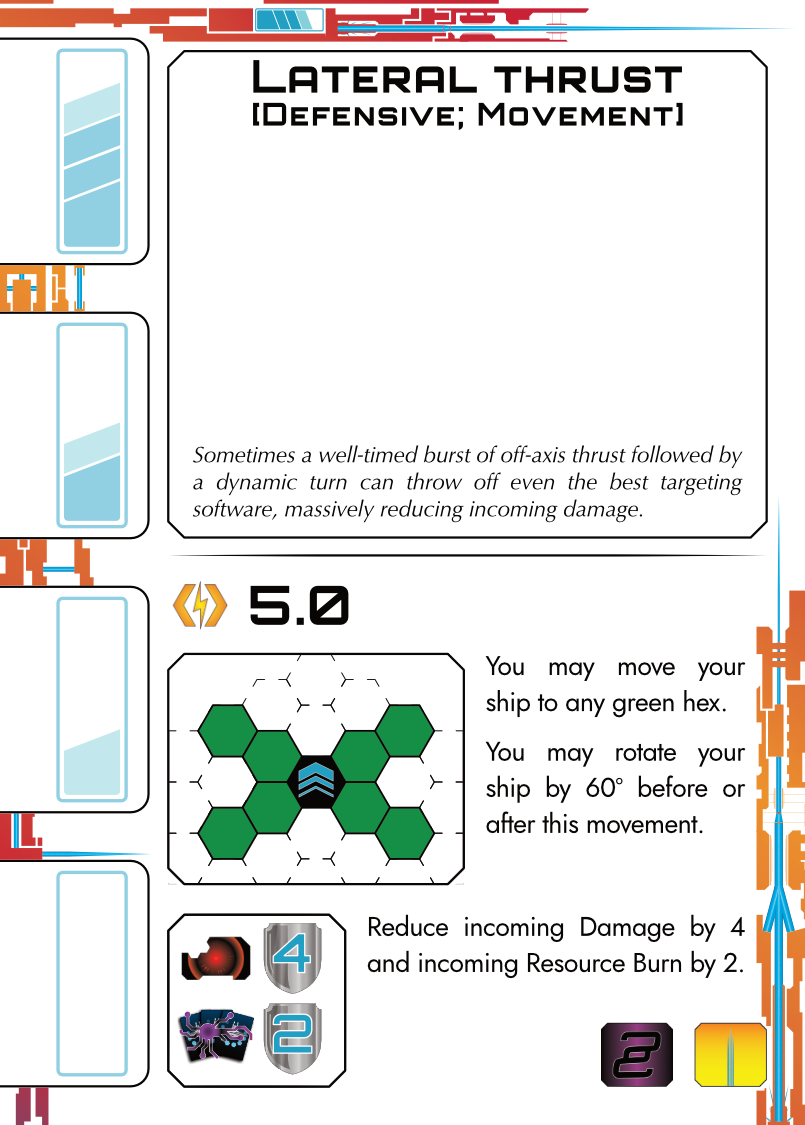 LATERAL THRUST
[DEFENSIVE; MOVEMENT]
Sometimes a well-timed burst of off-axis thrust followed by
a dynamic turn can throw off even the best targeting
software, massively reducing incoming damage.
5.0
You may move your
ship to any green hex.
You may rotate your
ship by 60° before or
after this movement.
Reduce incoming Damage by 4
and incoming Resource Burn by 2.
4
2